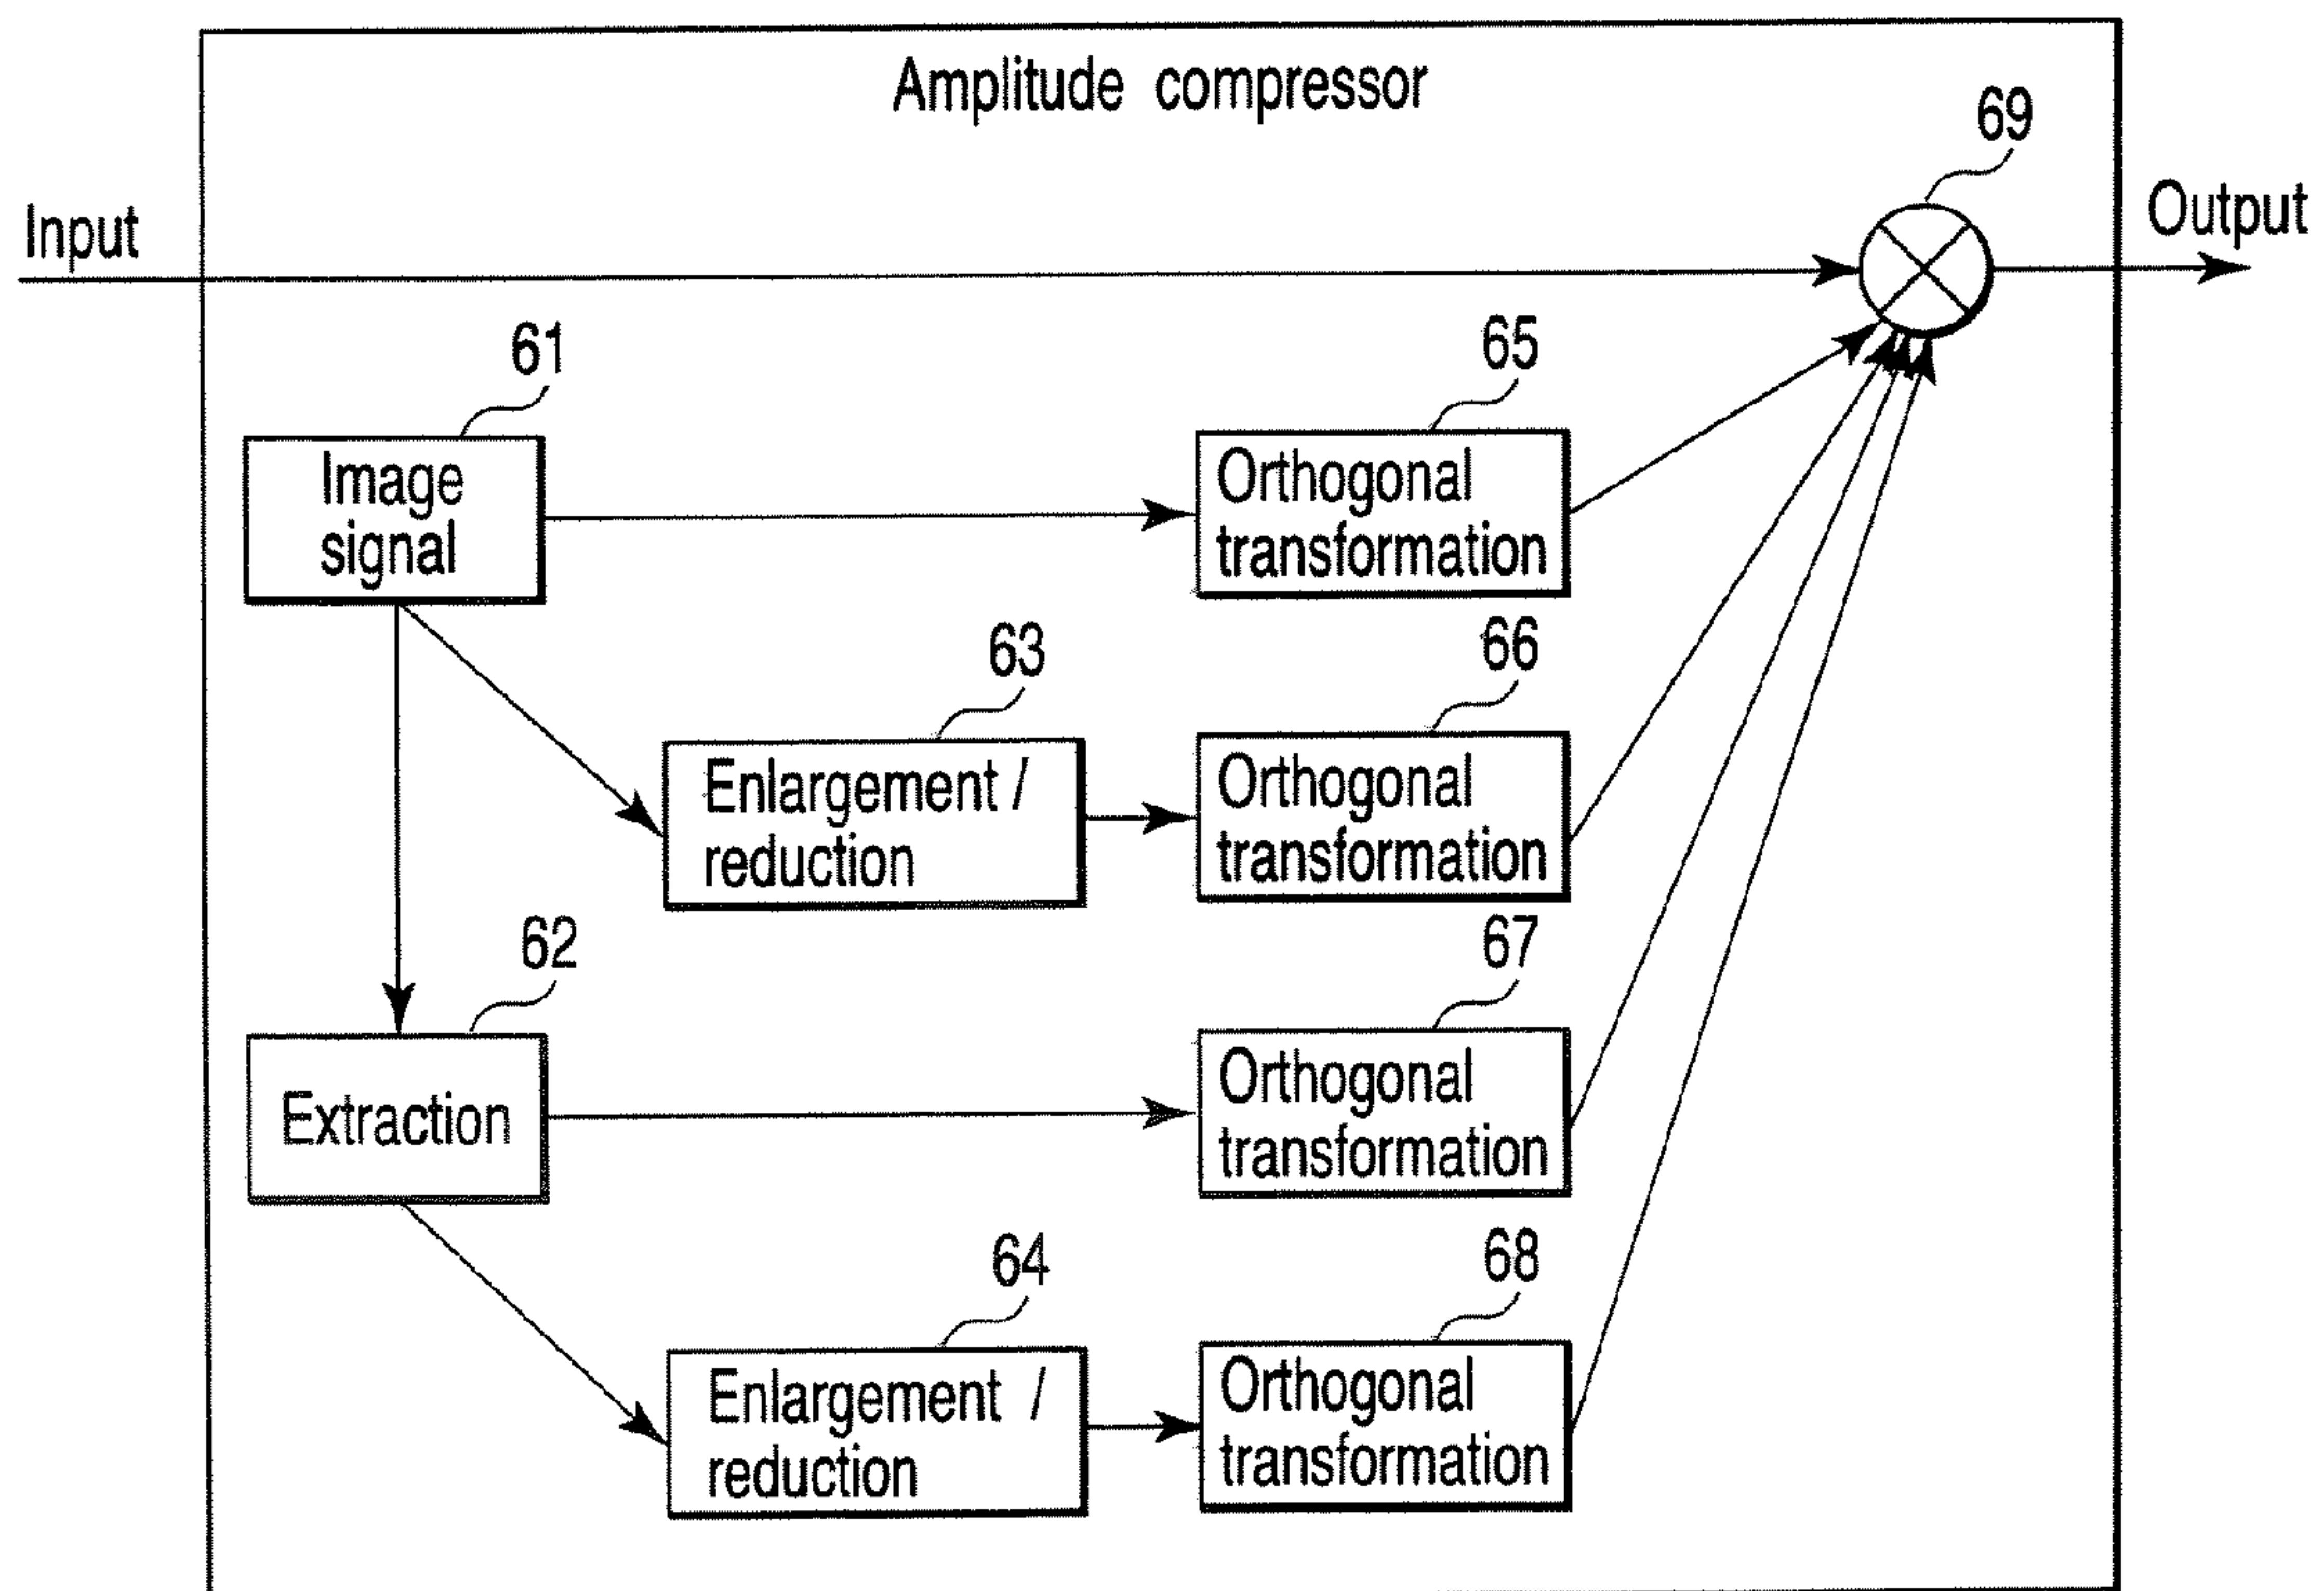 Amplitude compressor
69
Input
Output
61
65
Image
signal
Orthogonal
transformation
63
66
Enlargement /
reduction
Orthogonal
transformation
62
67
Extraction
Orthogonal
transformation
64
68
Enlargement /
reduction
Orthogonal
transformation